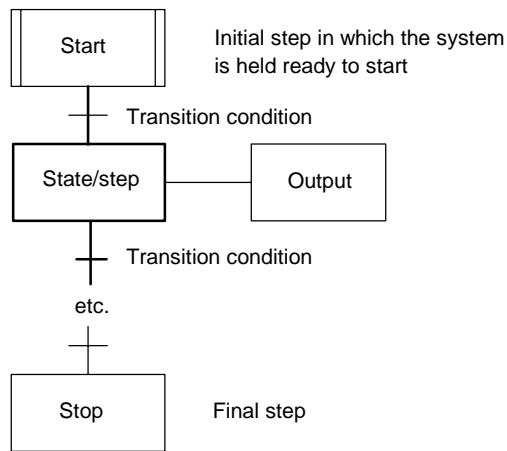 Start
Initial step in which the system
is held ready to start
Transition condition
State/step
Output
Transition condition
etc.
Stop
Final step